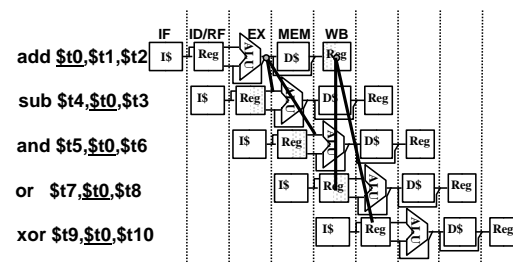 IF ID/RF EX MEM WB
add $t0,$t1,$t2 I$ Reg ALU D$ Reg
sub $t4,$t0,$t3 I$ Reg ALU D$ Reg
and $t5,$t0,$t6 I$ Reg ALU D$ Reg
or $t7,$t0,$t8 I$ Reg ALU D$ Reg
xor $t9,$t0,$t10 I$ Reg ALU D$ Reg